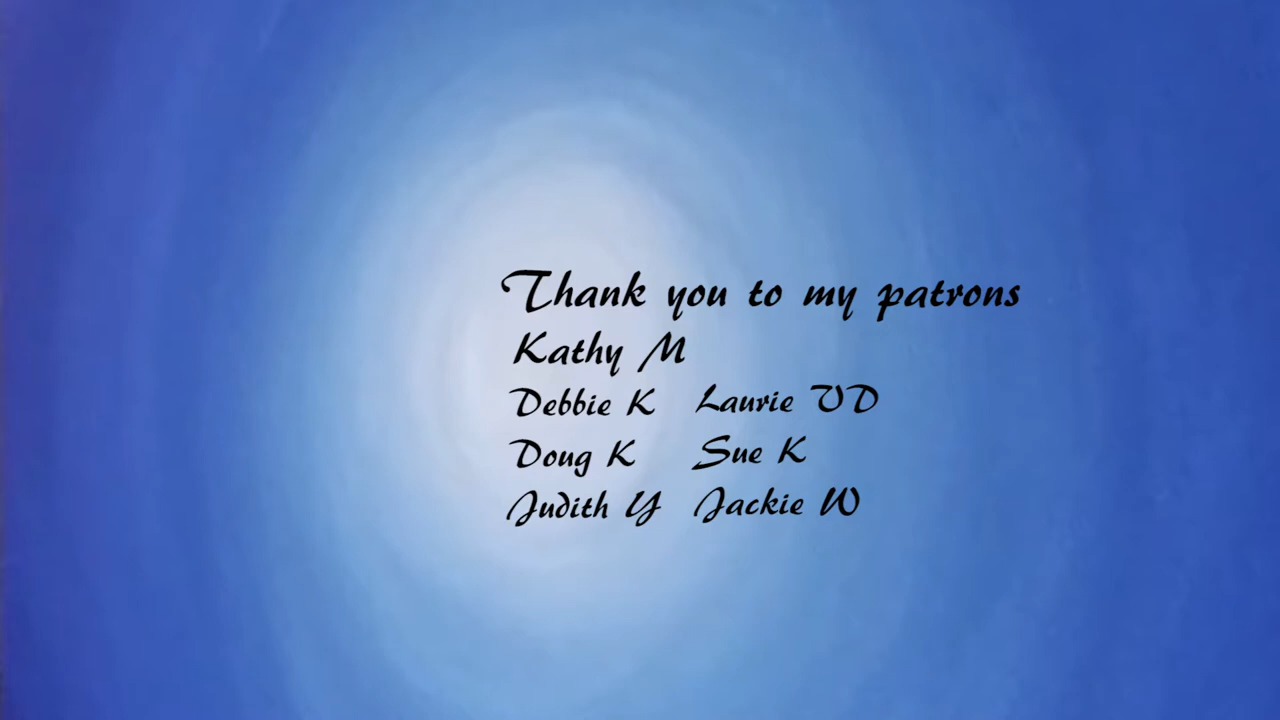 Thank you to my patrons
Kathy M
Debbie K Laurie VD
Doug K Sue K
Judith Y Jackie W